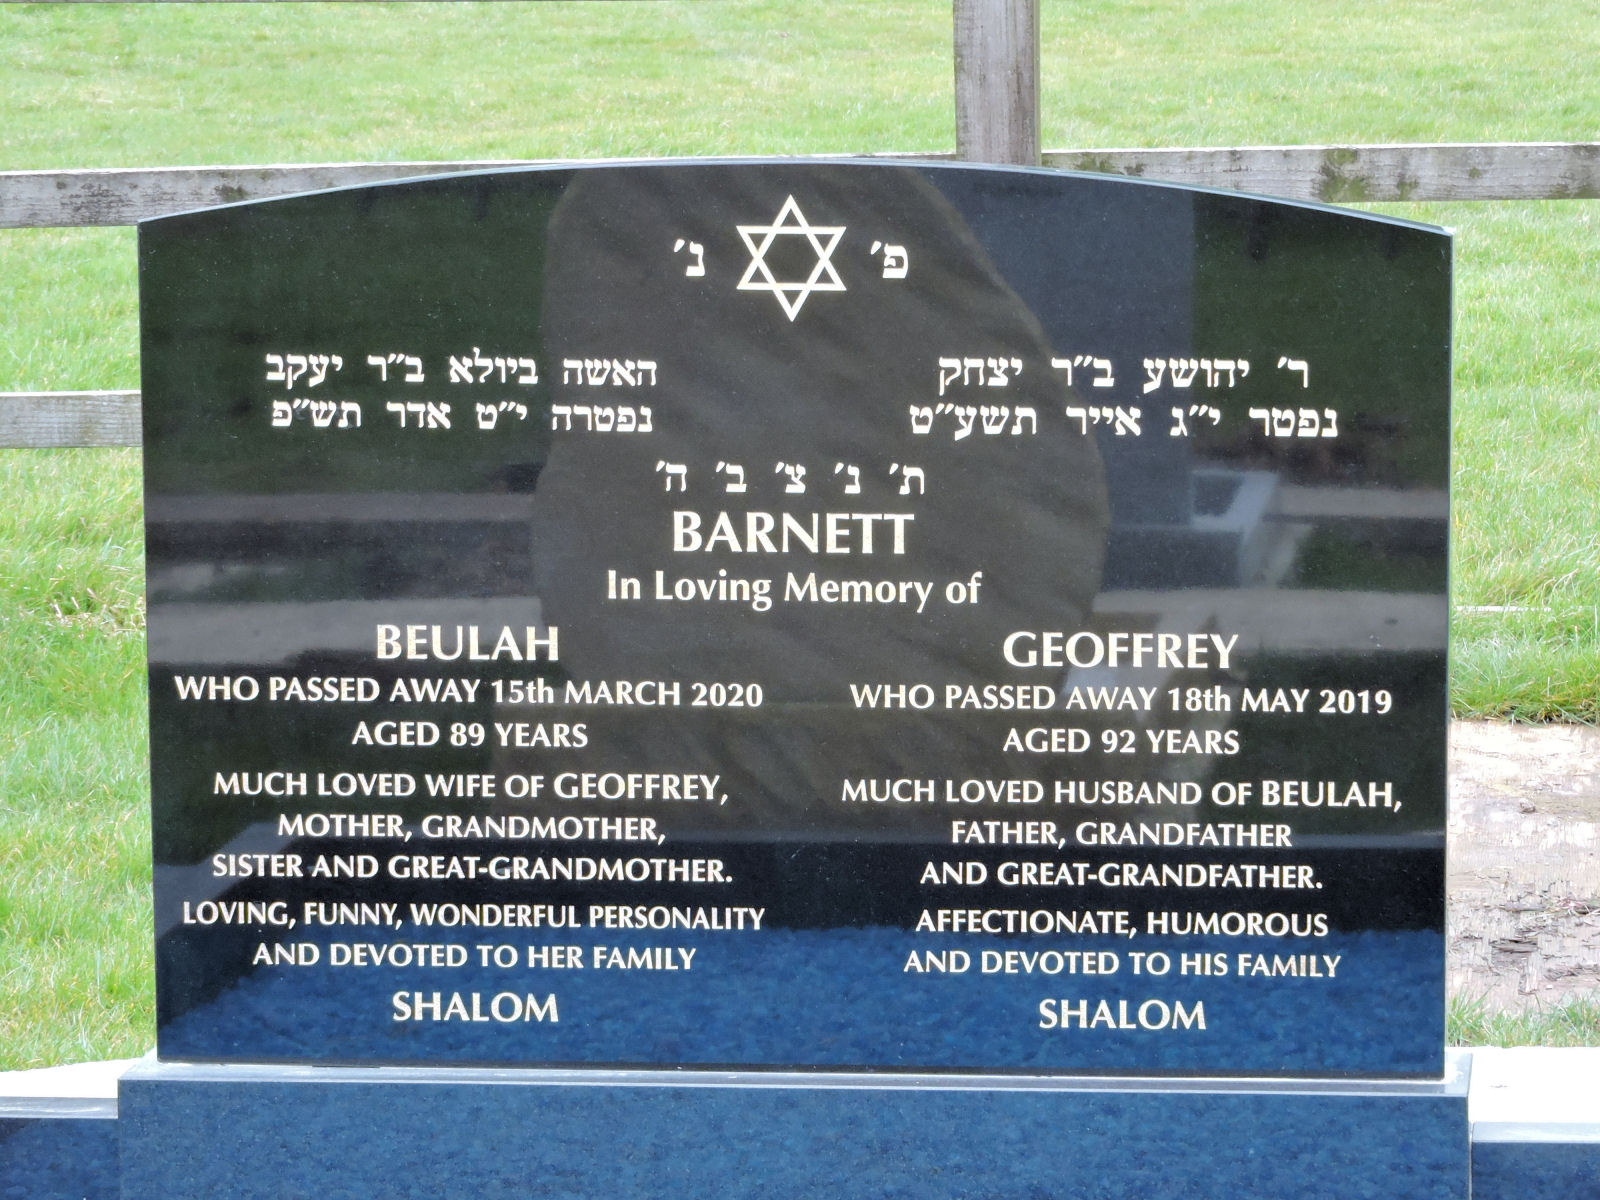 פ׳ נ׳
ר׳ יהושע ב״ר יצחק
נפטר י״ג אייר תשע״ט
האשה ביולא ב״ר יעקב
נפטרה י״ט אדר תש״פ
ת׳ נ׳ צ׳ ב׳ ה׳
BARNETT
In Loving Memory of
BEULAH
WHO PASSED AWAY 15th MARCH 2020
AGED 89 YEARS
MUCH LOVED WIFE OF GEOFFREY,
MOTHER, GRANDMOTHER,
SISTER AND GREAT-GRANDMOTHER.
LOVING, FUNNY, WONDERFUL PERSONALITY
AND DEVOTED TO HER FAMILY
SHALOM
GEOFFREY
WHO PASSED AWAY 18th MAY 2019
AGED 92 YEARS
MUCH LOVED HUSBAND OF BEULAH,
FATHER, GRANDFATHER
AND GREAT-GRANDFATHER.
AFFECTIONATE, HUMOROUS
AND DEVOTED TO HIS FAMILY
SHALOM